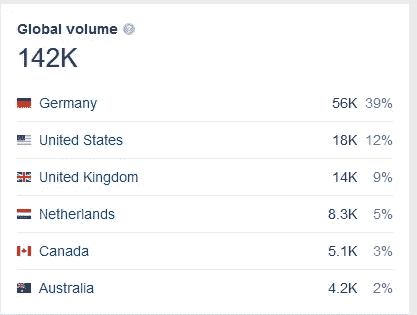 Global volume ?
142K
Germany 56K 39%
United States 18K 12%
United Kingdom 14K 9%
Netherlands 8.3K 5%
Canada 5.1K 3%
Australia 4.2K 2%